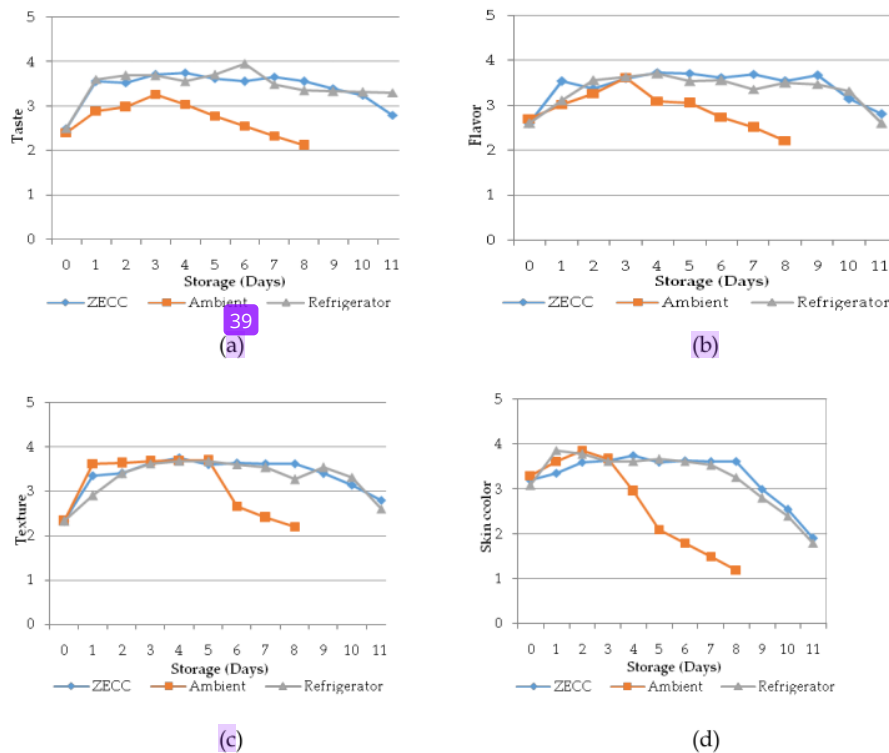 5
4
3
2
1
0
Taste
0 1 2 3 4 5 6 7 8 9 10 11
Storage (Days)
ZECC Ambient Refrigerator
39
(a)
5
4
3
2
1
0
Flavor
0 1 2 3 4 5 6 7 8 9 10 11
Storage (Days)
ZECC Ambient Refrigerator
(b)
5
4
3
2
1
0
Texture
0 1 2 3 4 5 6 7 8 9 10 11
Storage (Days)
ZECC Ambient Refrigerator
(c)
5
4
3
2
1
0
Skin ccolor
0 1 2 3 4 5 6 7 8 9 10 11
Storage (Days)
ZECC Ambient Refrigerator
(d)